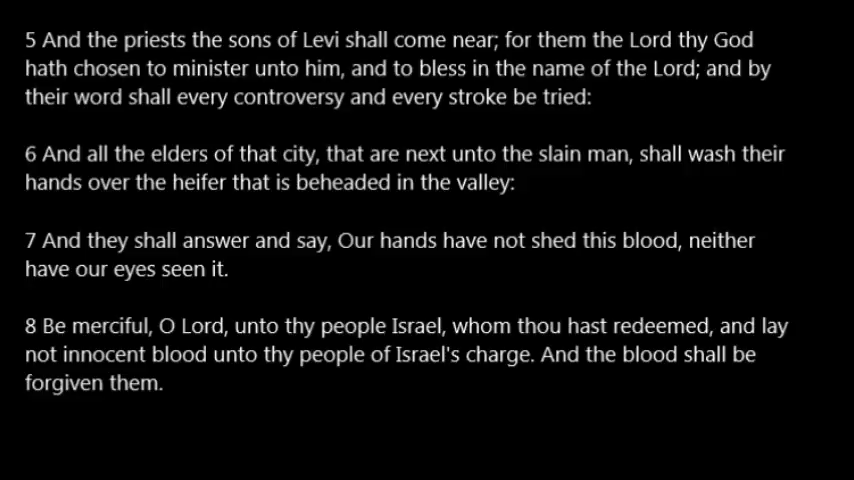 5 And the priests the sons of Levi shall come near; for them the Lord thy God
hath chosen to minister unto him, and to bless in the name of the Lord; and by
their word shall every controversy and every stroke be tried:
6 And all the elders of that city, that are next unto the slain man, shall wash their
hands over the heifer that is beheaded in the valley:
7 And they shall answer and say, Our hands have not shed this blood, neither
have our eyes seen it.
8 Be merciful, O Lord, unto thy people Israel, whom thou hast redeemed, and lay
not innocent blood unto thy people of Israel's charge. And the blood shall be
forgiven them.